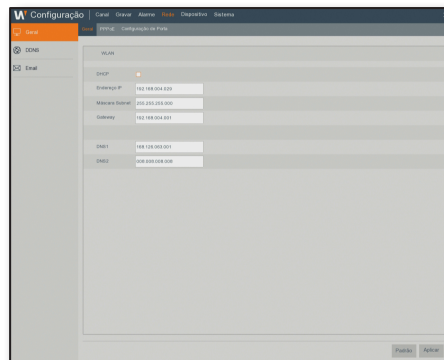 W Configuração Canal Gravar Alarme Rede Dispositivo Sistema
Geral
Geral PPPoE Configuração de Porta
DDNS
Email
P/LAN
DHCP
Endereço IP 192.168.004.025
Máscara Subnet 255.255.255.000
Gateway 192.168.004.001
DNS1 168.126.063.001
DNS2 008.008.008.008
Padrão Aplicar